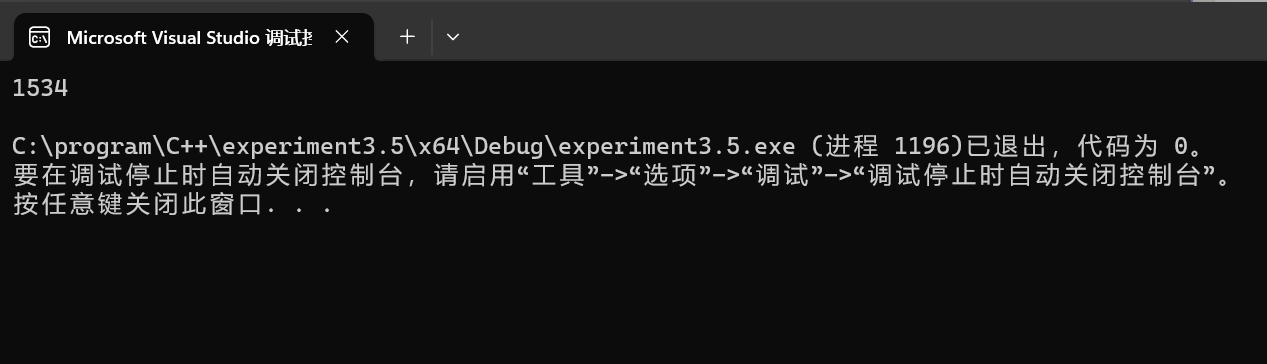 Microsoft Visual Studio 调试
1534
C:\program\C++\experiment3.5\x64\Debug\experiment3.5.exe (进程 1196)已退出，代码为 0。
要在调试停止时自动关闭控制台，请启用“工具”->“选项”->“调试”->“调试停止时自动关闭控制台”。
按任意键关闭此窗口. . .